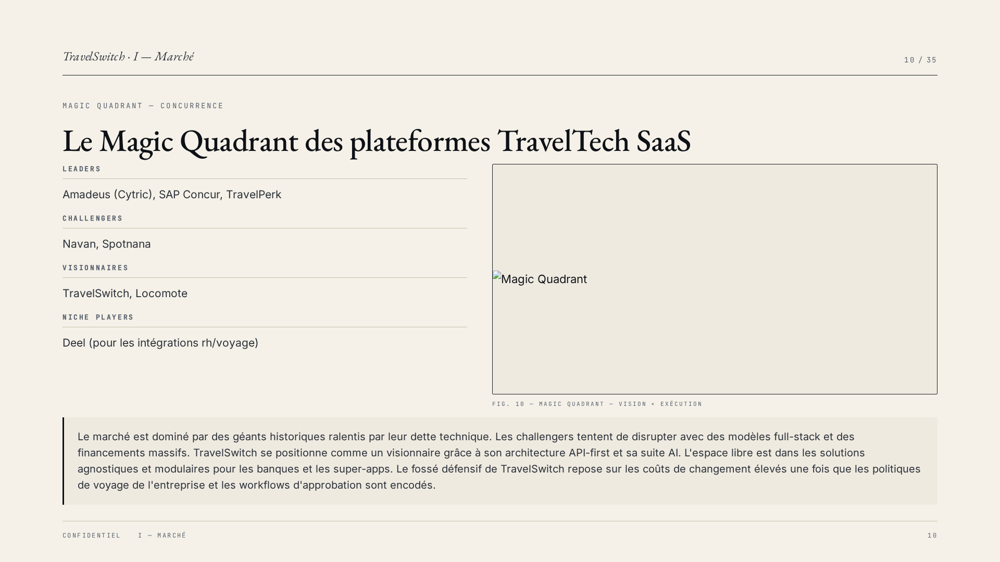 TravelSwitch · I — Marché
10 / 35
MAGIC QUADRANT — CONCURRENCE
Le Magic Quadrant des plateformes TravelTech SaaS
LEADERS
Amadeus (Cytric), SAP Concur, TravelPerk
CHALLENGERS
Navan, Spotnana
VISIONNAIRES
TravelSwitch, Locomote
NICHE PLAYERS
Deel (pour les intégrations rh/voyage)
Magic Quadrant
FIG. 10 — MAGIC QUADRANT — VISION × EXÉCUTION
Le marché est dominé par des géants historiques ralentis par leur dette technique. Les challengers tentent de disrupter avec des modèles full-stack et des
financements massifs. TravelSwitch se positionne comme un visionnaire grâce à son architecture API-first et sa suite AI. L'espace libre est dans les solutions
agnostiques et modulaires pour les banques et les super-apps. Le fossé défensif de TravelSwitch repose sur les coûts de changement élevés une fois que les politiques
de voyage de l'entreprise et les workflows d'approbation sont encodés.
CONFIDENTIEL I — MARCHÉ
10